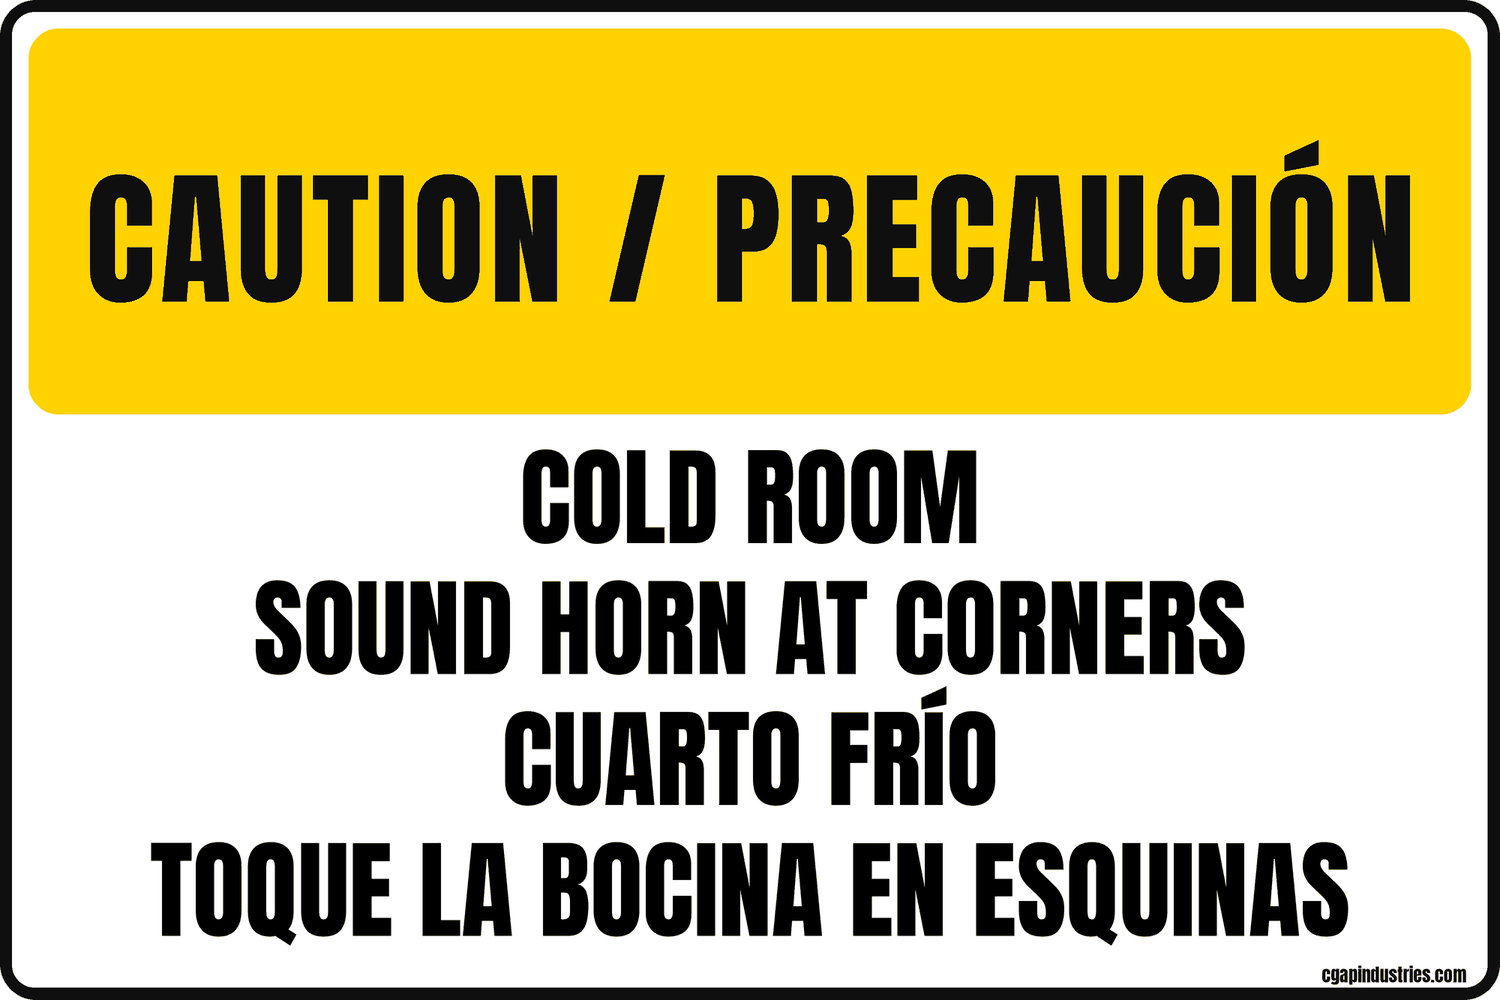 CAUTION / PRECAUCIÓN
COLD ROOM
SOUND HORN AT CORNERS
CUARTO FRÍO
TOQUE LA BOCINA EN ESQUINAS
cgapindustries.com